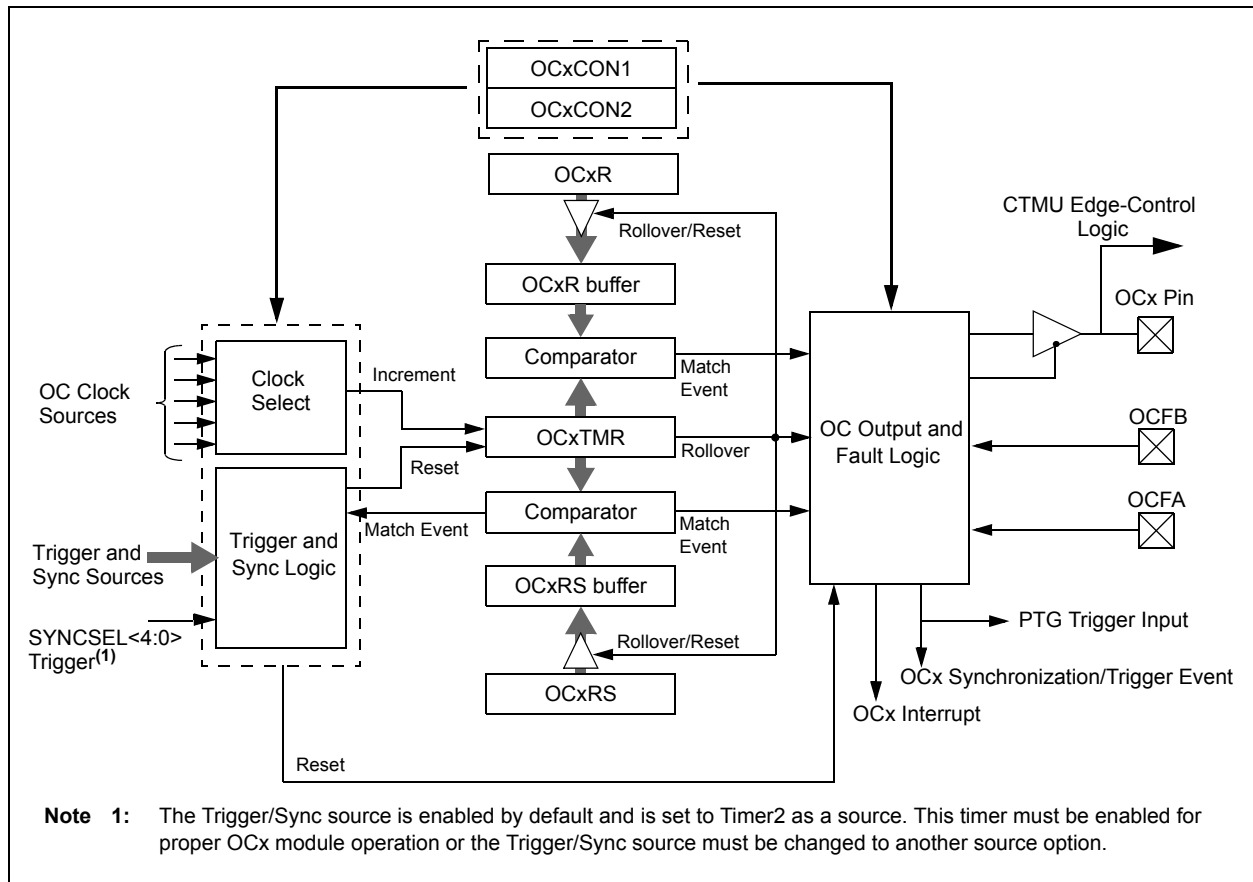 OCxCON1
OCxCON2
OCxR
Rollover/Reset
CTMU Edge-Control
Logic
OCxR buffer
OCx Pin
OC Clock
Sources
Clock
Select
Increment
Comparator
Match
Event
OCxTMR
Rollover
Reset
OC Output and
Fault Logic
OCFB
OCFA
Trigger and
Sync Sources
Trigger and
Sync Logic
Match Event
Comparator
Match
Event
OCxRS buffer
SYNCSEL<4:0>
Trigger(1)
Rollover/Reset
OCxRS
PTG Trigger Input
OCx Synchronization/Trigger Event
OCx Interrupt
Reset
Note 1: The Trigger/Sync source is enabled by default and is set to Timer2 as a source. This timer must be enabled for
proper OCx module operation or the Trigger/Sync source must be changed to another source option.